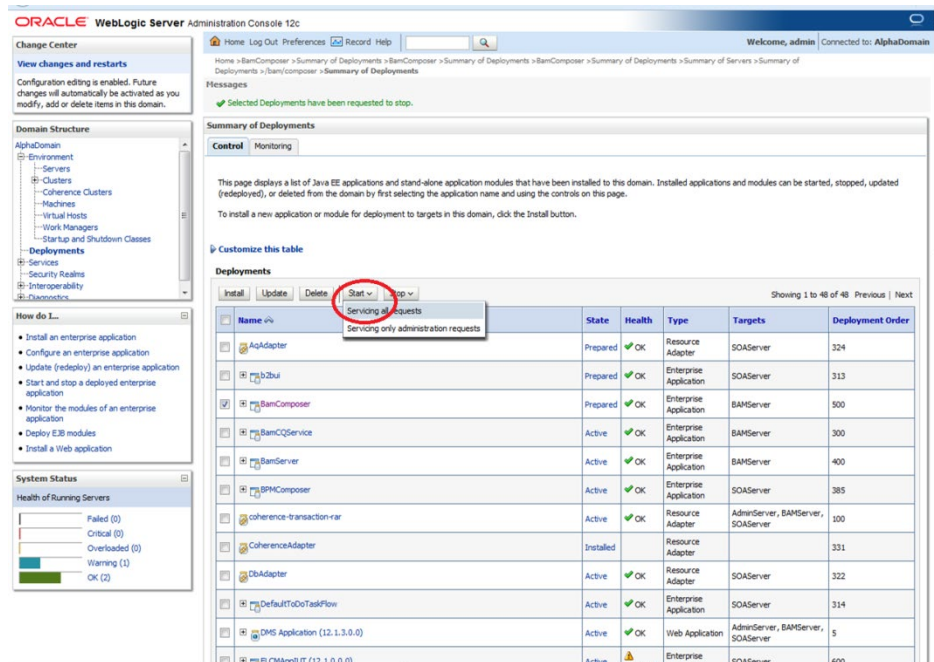 ORACLE WebLogic Server Administration Console 12c
Change Center
View changes and restarts
Configuration editing is enabled. Future
changes will automatically be activated as you
modify, add or delete items in this domain.
Domain Structure
AlphaDomain
Environment
Servers
Clusters
Coherence Clusters
Machines
Virtual Hosts
Work Managers
Startup and Shutdown Classes
Deployments
Services
Security Realms
Interoperability
Diagnostics
How do I...
Install an enterprise application
Configure an enterprise application
Update (redeploy) an enterprise application
Start and stop a deployed enterprise
application
Monitor the modules of an enterprise
application
Deploy EJB modules
Install a Web application
System Status
Health of Running Servers
Failed (0)
Critical (0)
Overloaded (0)
Warning (1)
OK (2)
Home Log Out Preferences Record Help
Welcome, admin Connected to: AlphaDomain
Home >BamComposer >Summary of Deployments >BamComposer >Summary of Deployments >BamComposer >Summary of Deployments >Summary of Servers >Summary of
Deployments >/bam/composer >Summary of Deployments
Messages
Selected Deployments have been requested to stop.
Summary of Deployments
Control Monitoring
This page displays a list of Java EE applications and stand-alone application modules that have been installed to this domain. Installed applications and modules can be started, stopped, updated
(redeployed), or deleted from the domain by first selecting the application name and using the controls on this page.
To install a new application or module for deployment to targets in this domain, click the Install button.
Customize this table
Deployments
Install Update Delete Start Stop Showing 1 to 48 of 48 Previous | Next
Servicing all requests
Servicing only administration requests
Name State Health Type Targets Deployment Order
AqAdapter Prepared OK Resource Adapter SOAServer 324
b2bui Prepared OK Enterprise Application SOAServer 313
BamComposer Prepared OK Enterprise Application BAMServer 500
BamCQService Active OK Enterprise Application BAMServer 300
BamServer Active OK Enterprise Application BAMServer 400
BPMComposer Active OK Enterprise Application SOAServer 385
coherence-transaction-rar Active OK Resource Adapter AdminServer, BAMServer, SOAServer 100
CoherenceAdapter Installed Resource Adapter 331
DbAdapter Active OK Resource Adapter SOAServer 322
DefaultToDoTaskFlow Active OK Enterprise Application SOAServer 314
DMS Application (12.1.3.0.0) Active OK Web Application AdminServer, BAMServer, SOAServer 5
Active Enterprise SOAServer 600